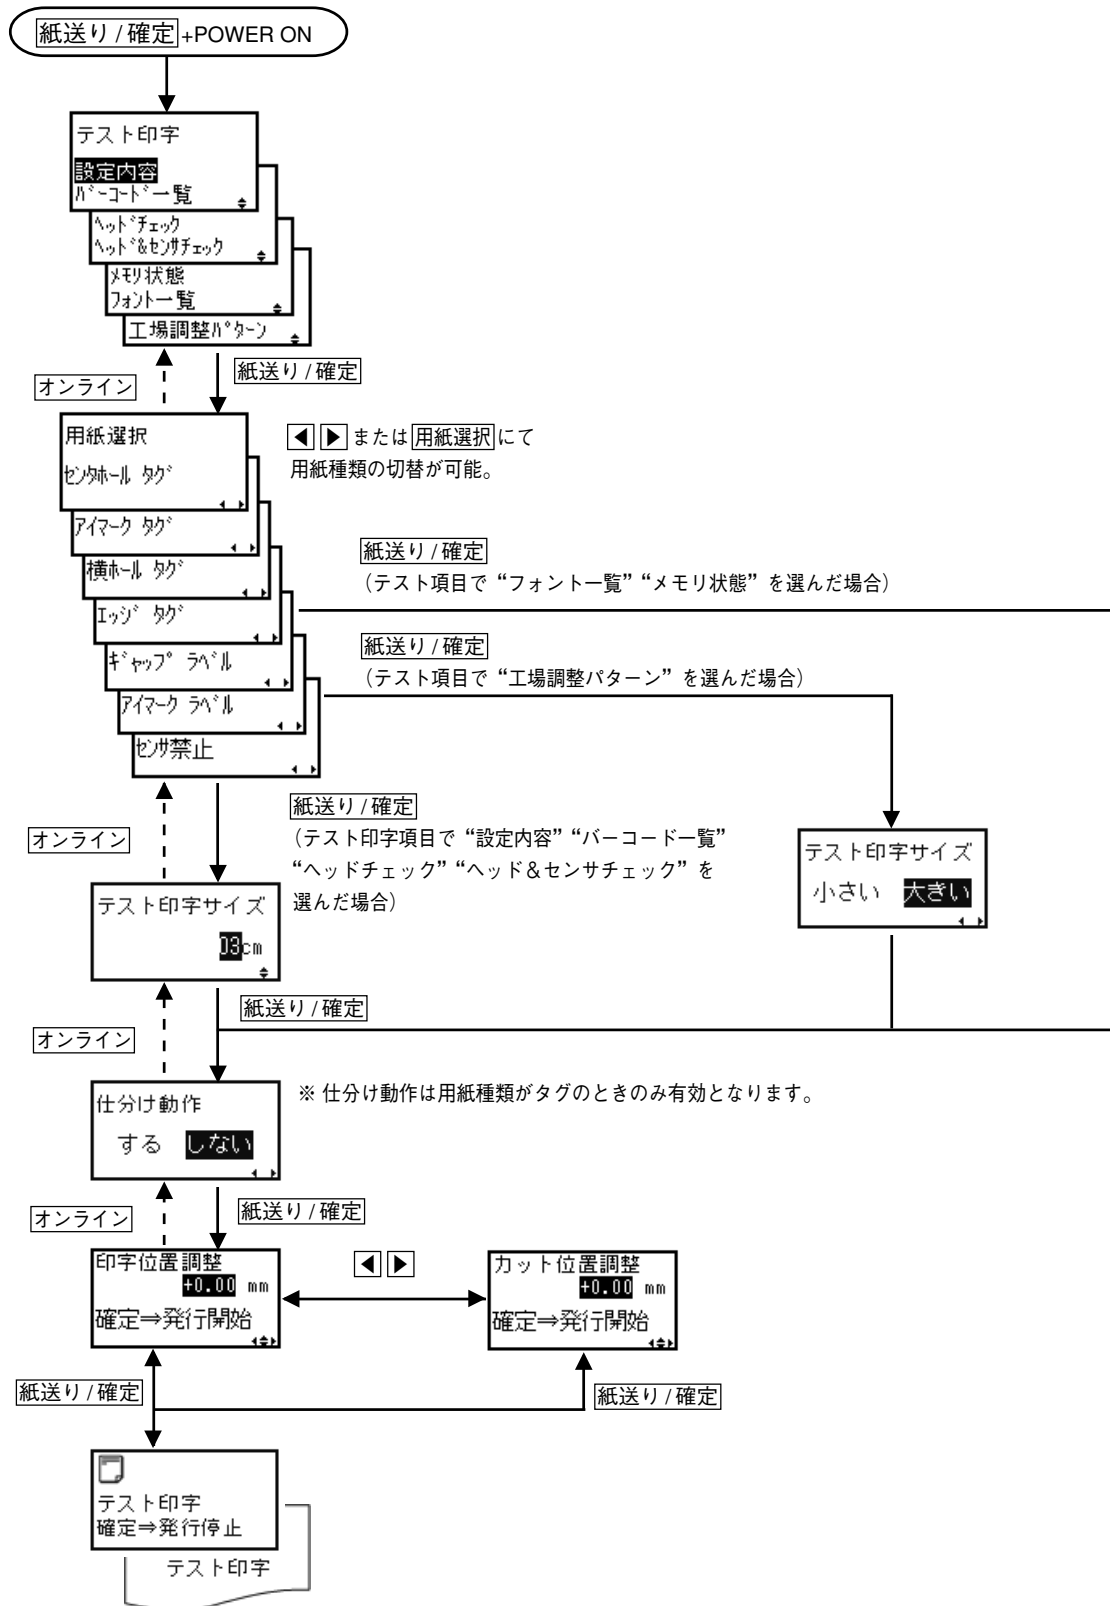 紙送り / 確定 +POWER ON
テスト印字
設定内容
ﾊﾞｰｺｰﾄﾞ一覧
ﾍｯﾄﾞﾁｪｯｸ
ﾍｯﾄﾞ&ｾﾝｻﾁｪｯｸ
ﾒﾓﾘ状態
ﾌｫﾝﾄ一覧
工場調整ﾊﾟﾀｰﾝ
オンライン
紙送り / 確定
用紙選択
ｾﾝﾀﾎｰﾙ ﾀｸﾞ
ｱｲﾏｰｸ ﾀｸﾞ
横ﾎｰﾙ ﾀｸﾞ
ｴｯｼﾞ ﾀｸﾞ
ｷﾞｬｯﾌﾟ ﾗﾍﾞﾙ
ｱｲﾏｰｸ ﾗﾍﾞﾙ
ｾﾝｻ禁止
◀ ▶ または 用紙選択 にて
用紙種類の切替が可能。
紙送り / 確定
（テスト項目で“フォント一覧”“メモリ状態”を選んだ場合）
紙送り / 確定
（テスト項目で“工場調整パターン”を選んだ場合）
オンライン
紙送り / 確定
（テスト印字項目で“設定内容”“バーコード一覧”
“ヘッドチェック”“ヘッド＆センサチェック”を
選んだ場合）
テスト印字サイズ
小さい 大きい
テスト印字サイズ
03cm
オンライン
紙送り / 確定
仕分け動作
する しない
※ 仕分け動作は用紙種類がタグのときのみ有効となります。
オンライン
紙送り / 確定
印字位置調整
+0.00 mm
確定⇒発行開始
◀ ▶
カット位置調整
+0.00 mm
確定⇒発行開始
紙送り / 確定
紙送り / 確定
テスト印字
確定⇒発行停止
テスト印字